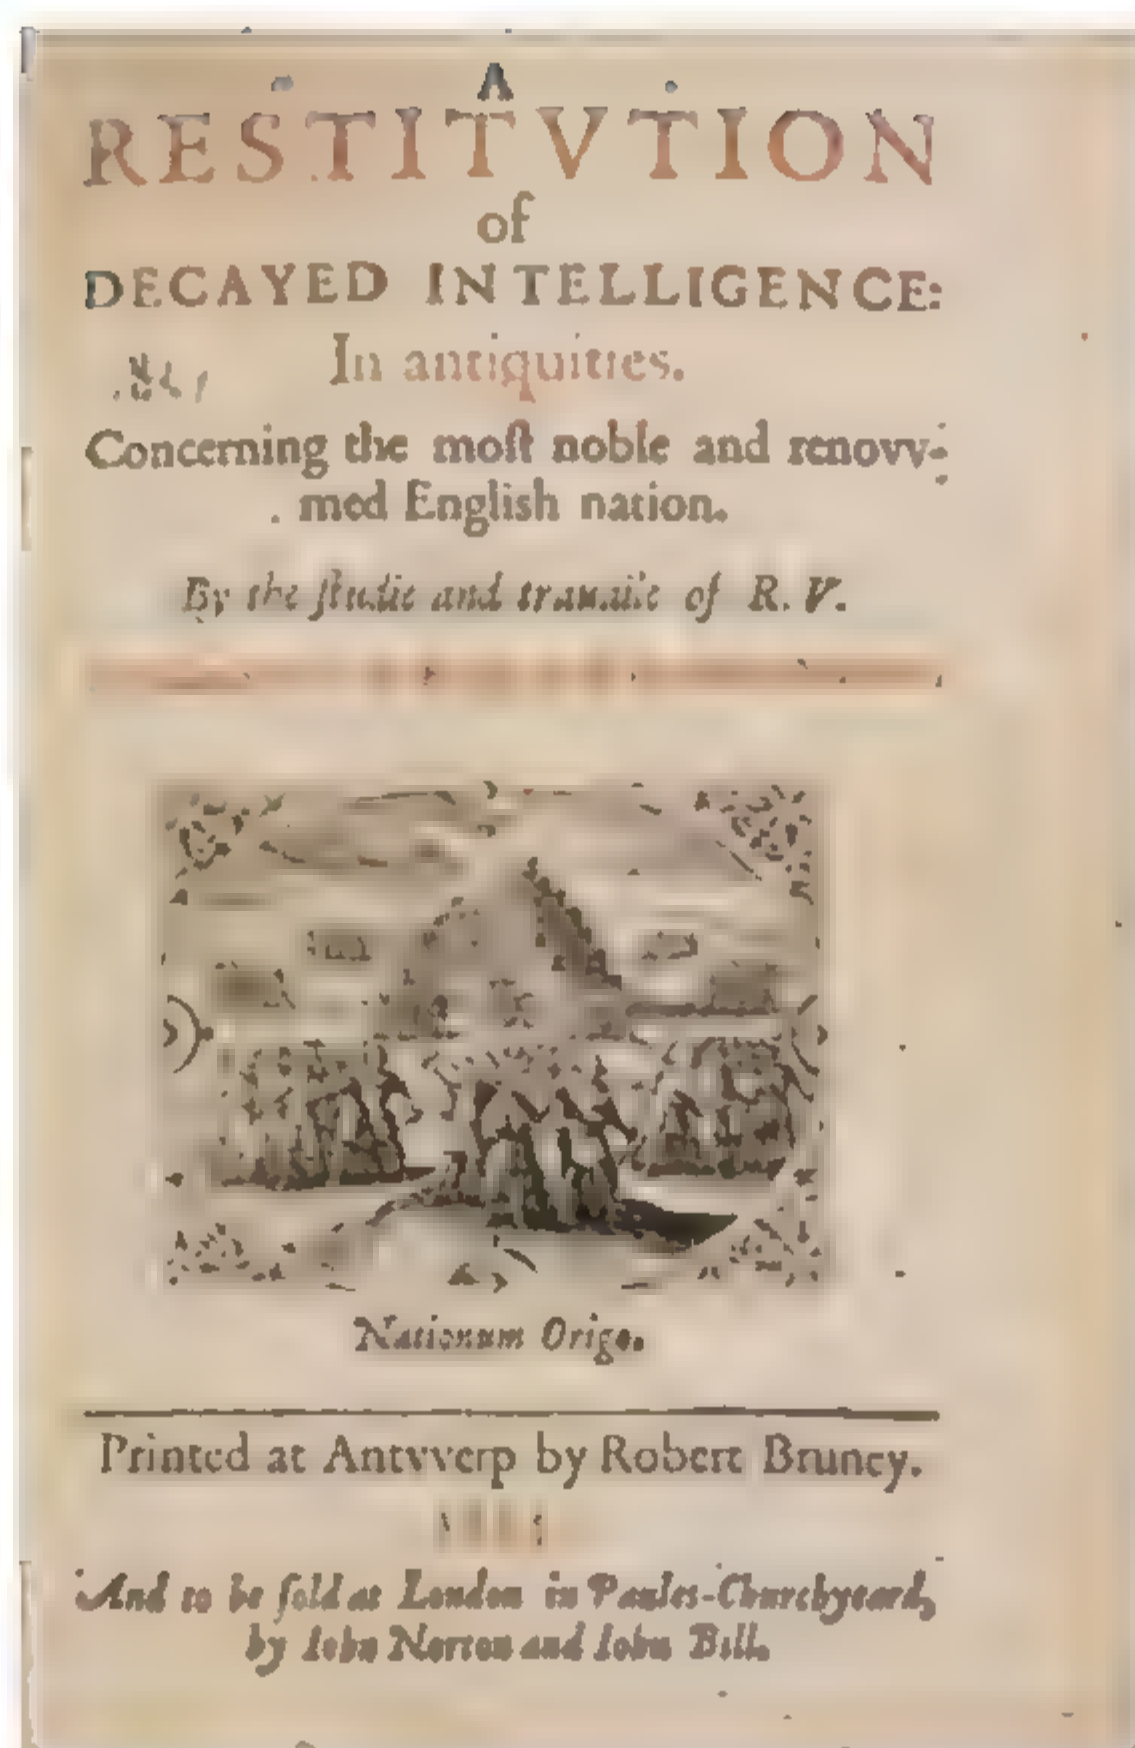 A
RESTITVTION
of
DECAYED INTELLIGENCE:
In antiquities.
Concerning the moſt noble and renovv-
med English nation.
By the ſtudie and trauaile of R. V.
Nationum Origo.
Printed at Antvverp by Robert Bruney.
And to be ſold at London in Paules-Churchyeard,
by Iohn Norton and Iohn Bill.